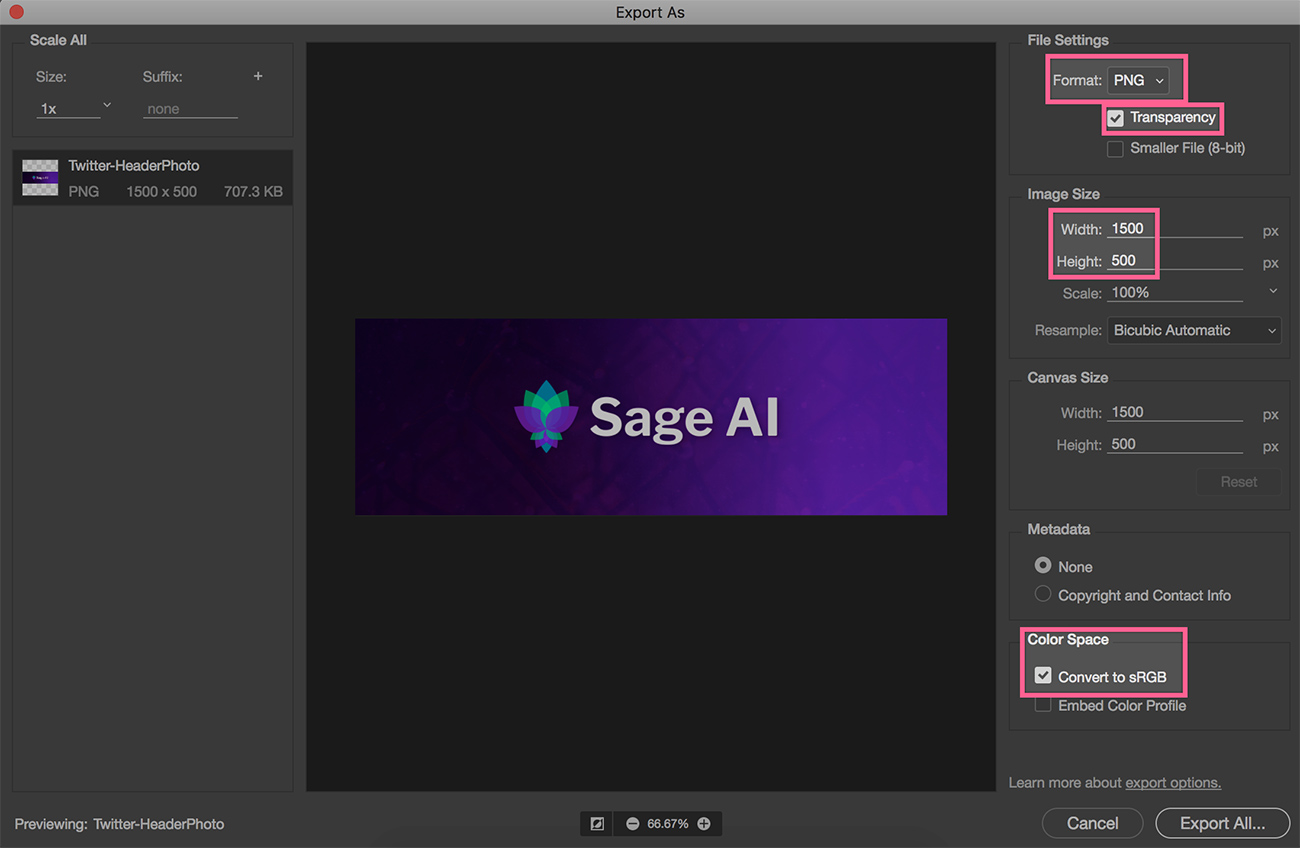 Export As
Scale All
Size:
Suffix:
+
1x
none
Twitter-HeaderPhoto
PNG 1500 x 500 707.3 KB
Sage AI
File Settings
Format: PNG
Transparency
Smaller File (8-bit)
Image Size
Width: 1500 px
Height: 500 px
Scale: 100%
Resample: Bicubic Automatic
Canvas Size
Width: 1500 px
Height: 500 px
Reset
Metadata
None
Copyright and Contact Info
Color Space
Convert to sRGB
Embed Color Profile
Learn more about export options.
Previewing: Twitter-HeaderPhoto
66.67%
Cancel
Export All...